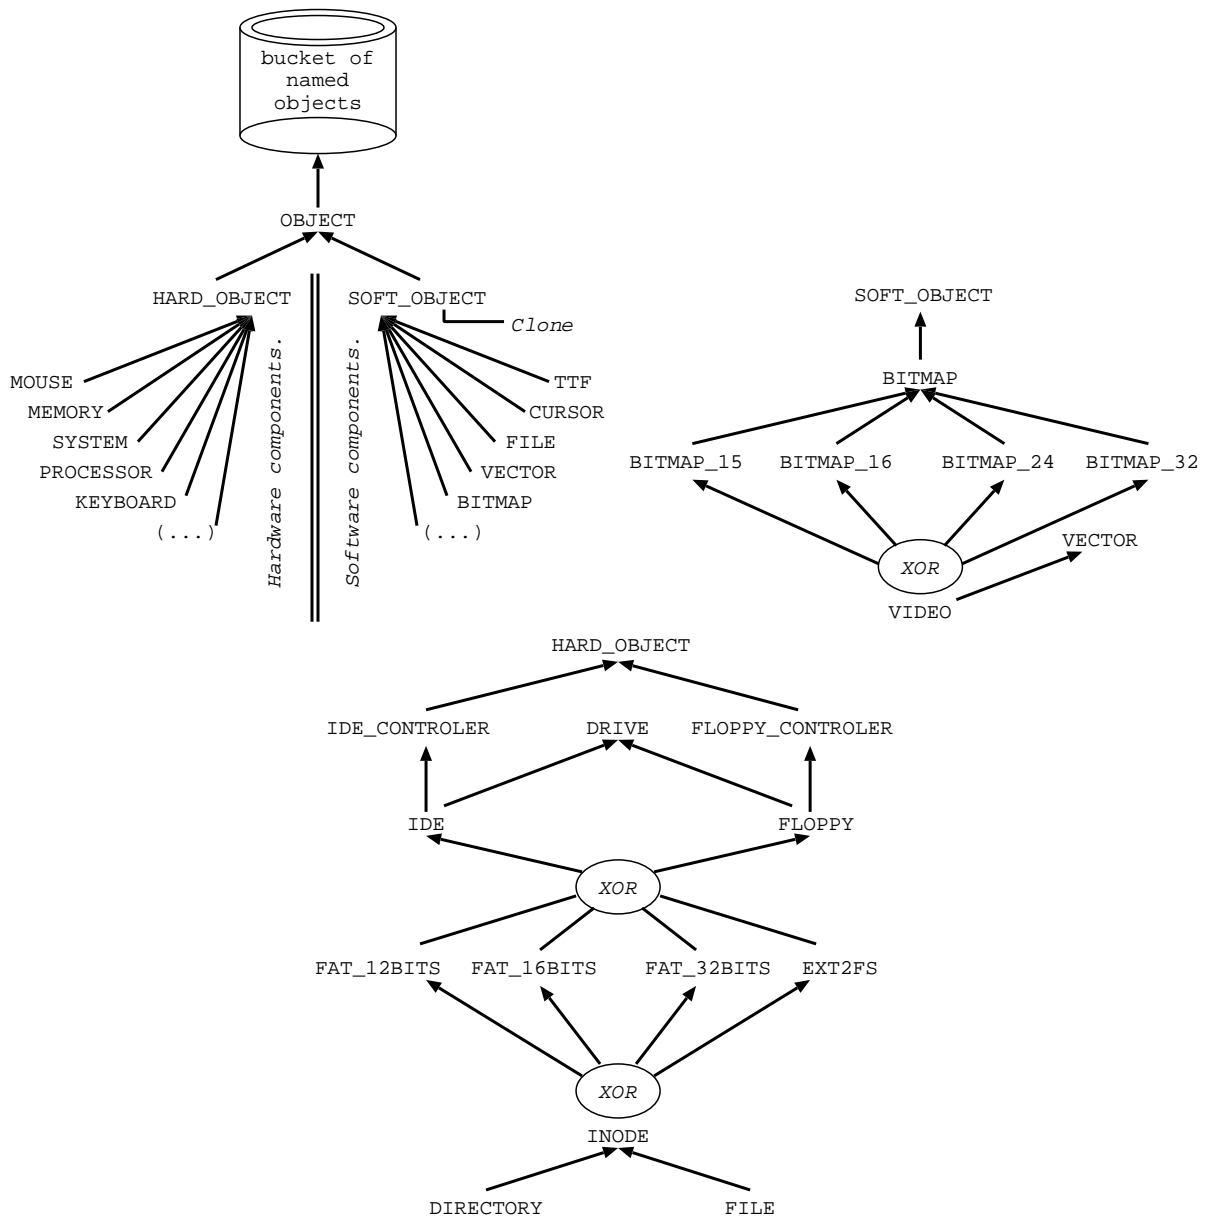 bucket of
named
objects
OBJECT
HARD_OBJECT
SOFT_OBJECT
Clone
MOUSE
MEMORY
SYSTEM
PROCESSOR
KEYBOARD
(...)
Hardware components.
Software components.
TTF
CURSOR
FILE
VECTOR
BITMAP
(...)
SOFT_OBJECT
BITMAP
BITMAP_15
BITMAP_16
BITMAP_24
BITMAP_32
XOR
VECTOR
VIDEO
HARD_OBJECT
IDE_CONTROLER
DRIVE
FLOPPY_CONTROLER
IDE
FLOPPY
XOR
FAT_12BITS
FAT_16BITS
FAT_32BITS
EXT2FS
XOR
INODE
DIRECTORY
FILE